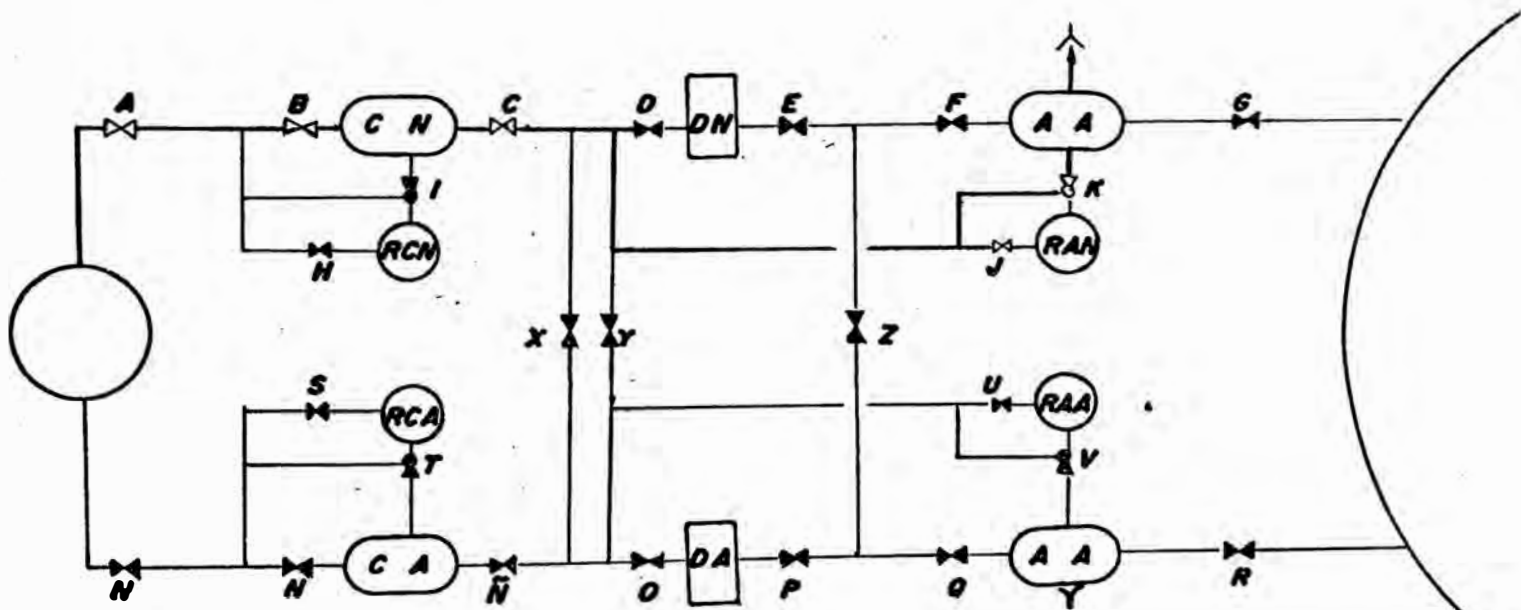 A B C D E F G
C N DN A A
I K
RCN RAN
H J
X Y Z
S U
RCA RAA
T V
C A DA A A
N N Ñ O P Q R